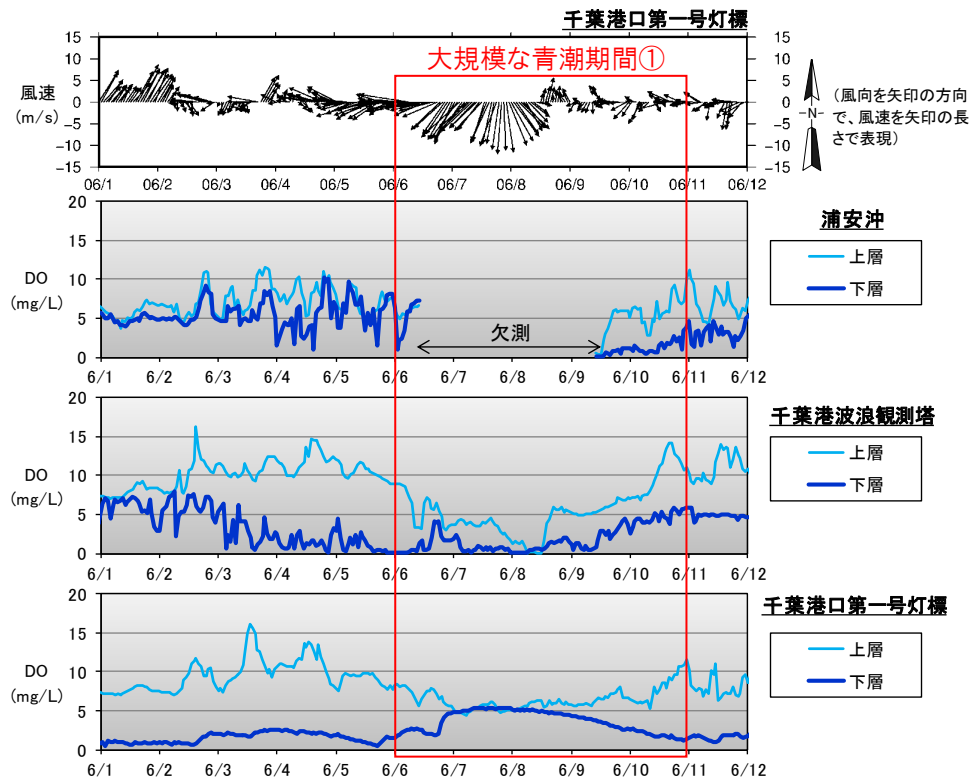 千葉港口第一号灯標
大規模な青潮期間①
風速
(m/s)
15
10
5
0
-5
-10
-15
15
10
5
0
-5
-10
-15
N
(風向を矢印の方向
で、風速を矢印の長
さで表現)
06/1 06/2 06/3 06/4 06/5 06/6 06/7 06/8 06/9 06/10 06/11 06/12
浦安沖
DO
(mg/L)
20
15
10
5
0
欠測
上層
下層
6/1 6/2 6/3 6/4 6/5 6/6 6/7 6/8 6/9 6/10 6/11 6/12
千葉港波浪観測塔
DO
(mg/L)
20
15
10
5
0
上層
下層
6/1 6/2 6/3 6/4 6/5 6/6 6/7 6/8 6/9 6/10 6/11 6/12
千葉港口第一号灯標
DO
(mg/L)
20
15
10
5
0
上層
下層
6/1 6/2 6/3 6/4 6/5 6/6 6/7 6/8 6/9 6/10 6/11 6/12